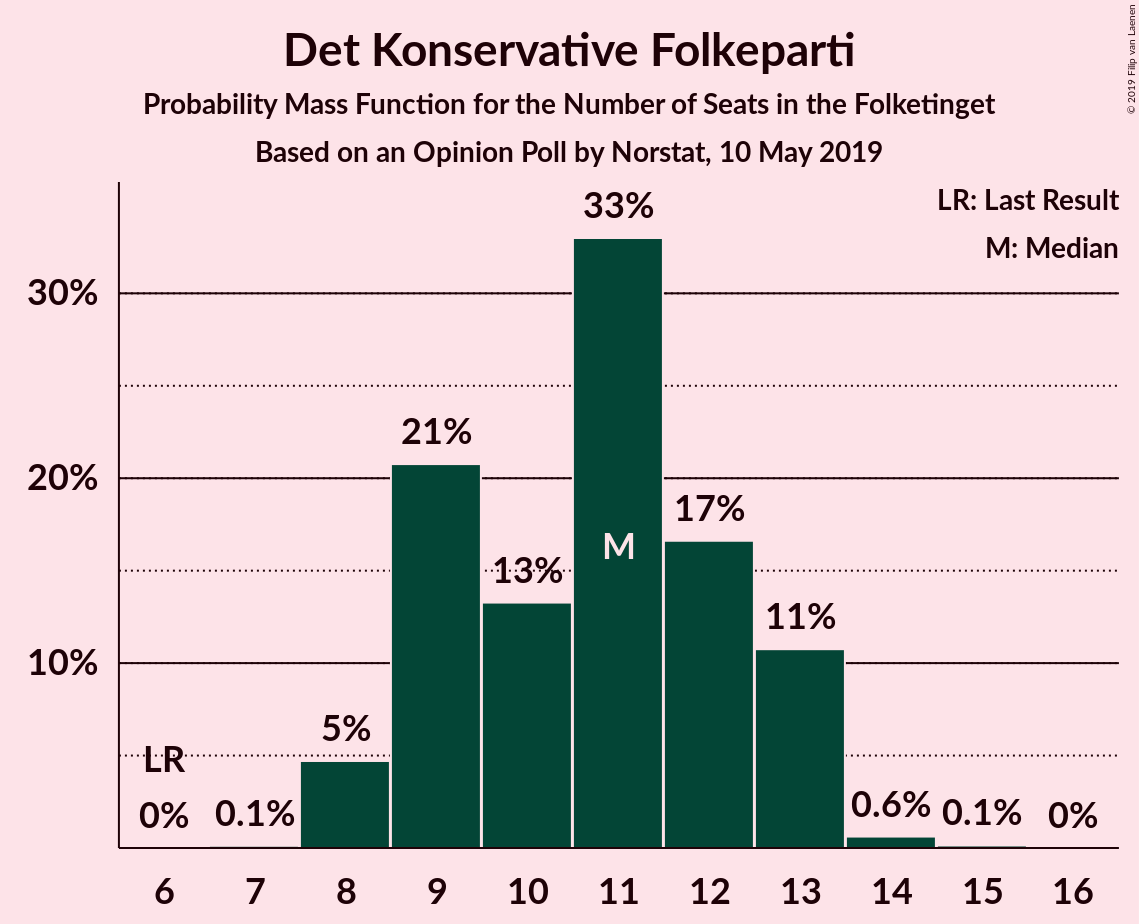 Det Konservative Folkeparti
Probability Mass Function for the Number of Seats in the Folketinget
Based on an Opinion Poll by Norstat, 10 May 2019
© 2019 Filip van Laenen
LR: Last Result
M: Median
33%
30%
21%
20%
17%
M
13%
11%
10%
5%
LR
0%
0.1%
0.6%
0.1%
0%
6 7 8 9 10 11 12 13 14 15 16